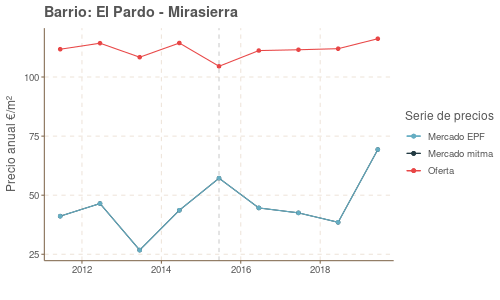 Barrio: El Pardo - Mirasierra
Precio anual €/m²
100
75
50
25
2012
2014
2016
2018
Serie de precios
Mercado EPF
Mercado mitma
Oferta